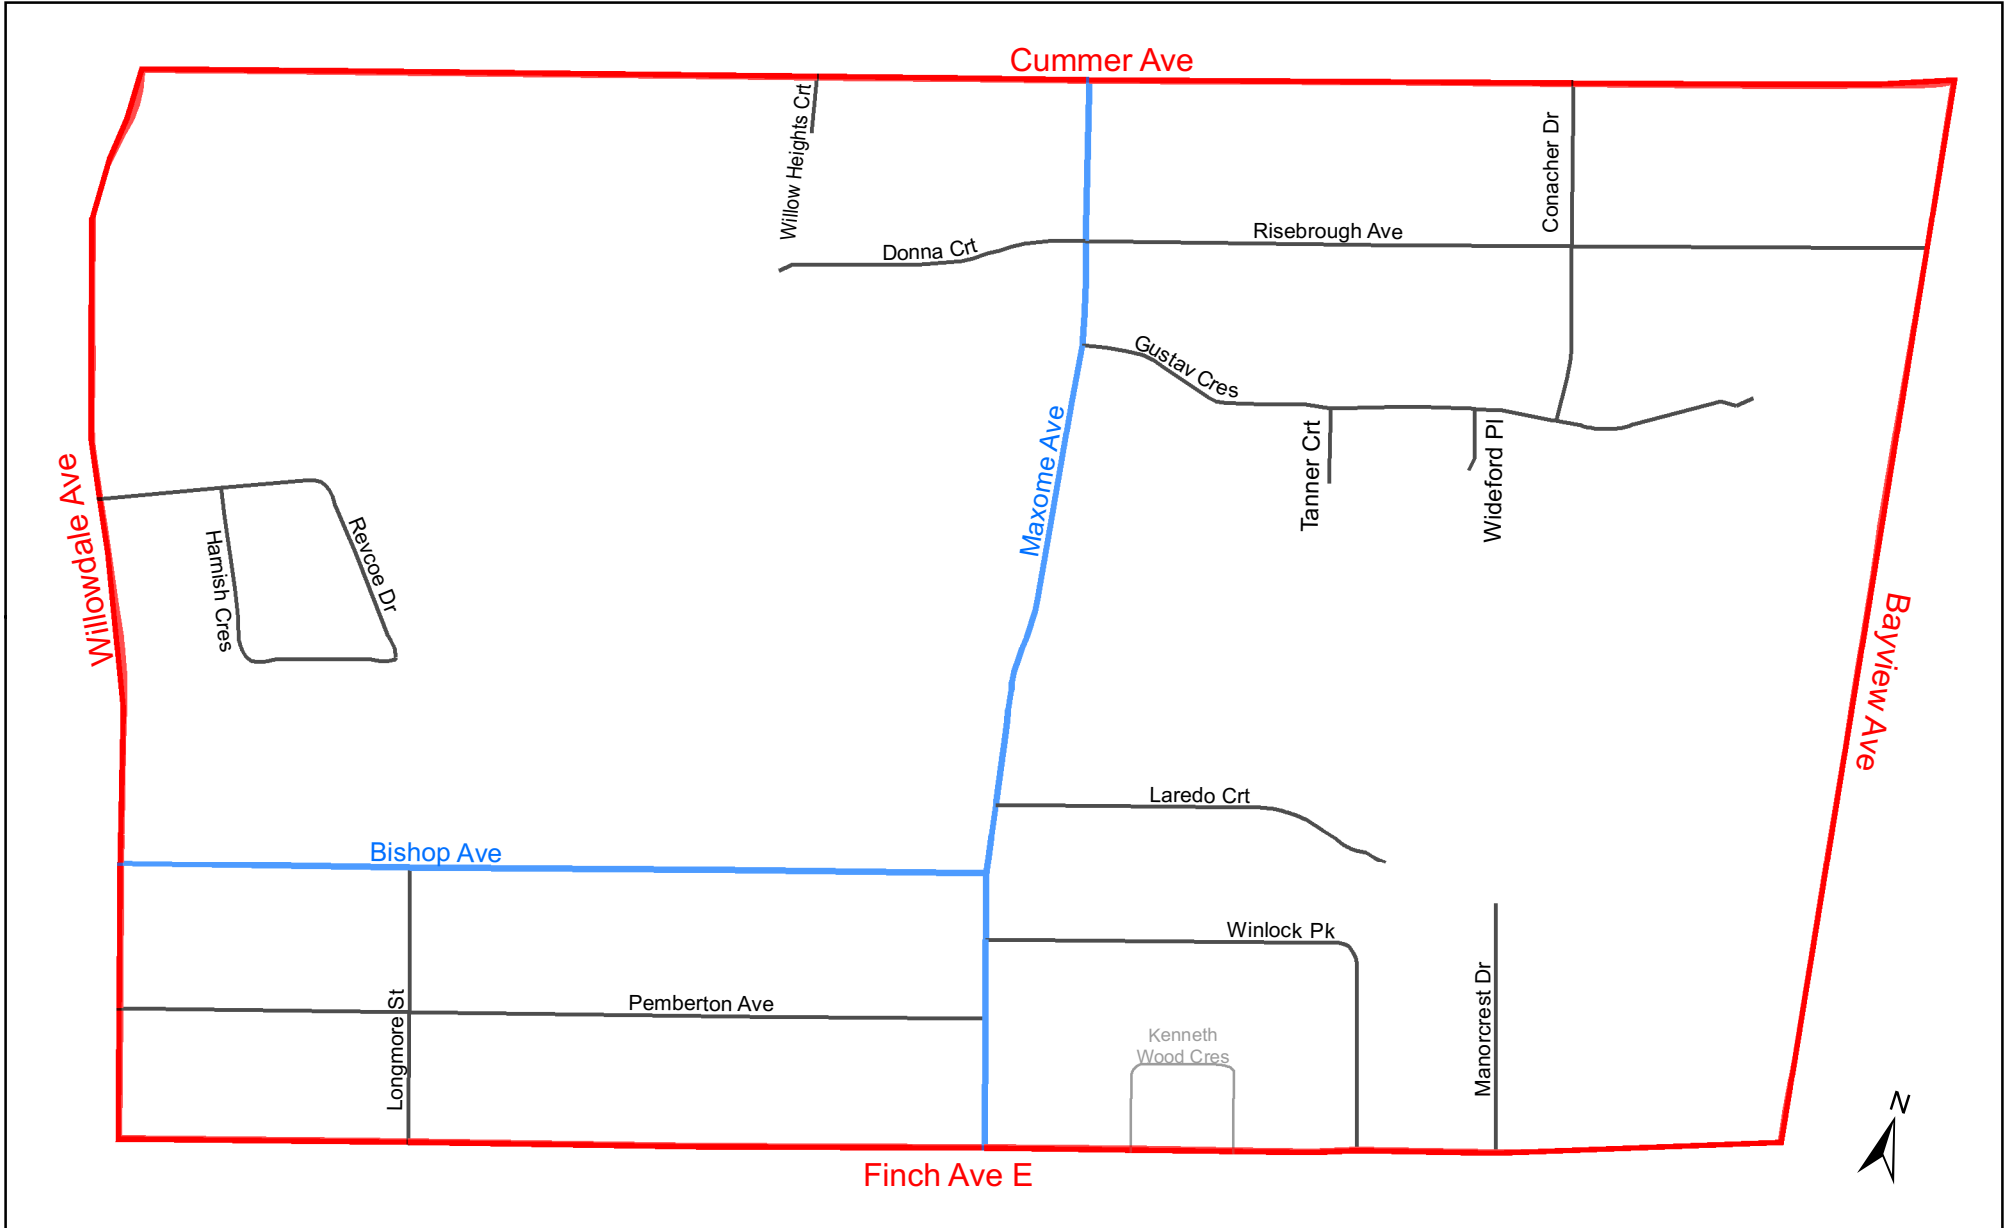 Cummer Ave
Willow Heights Crt
Conacher Dr
Risebrough Ave
Donna Crt
Gustav Cres
Maxome Ave
Tanner Crt
Wideford Pl
Willowdale Ave
Harnish Cres
Revcoe Dr
Bayview Ave
Laredo Crt
Bishop Ave
Winlock Pk
Longmore St
Pemberton Ave
Kenneth
Wood Cres
Manorcrest Dr
N
Finch Ave E